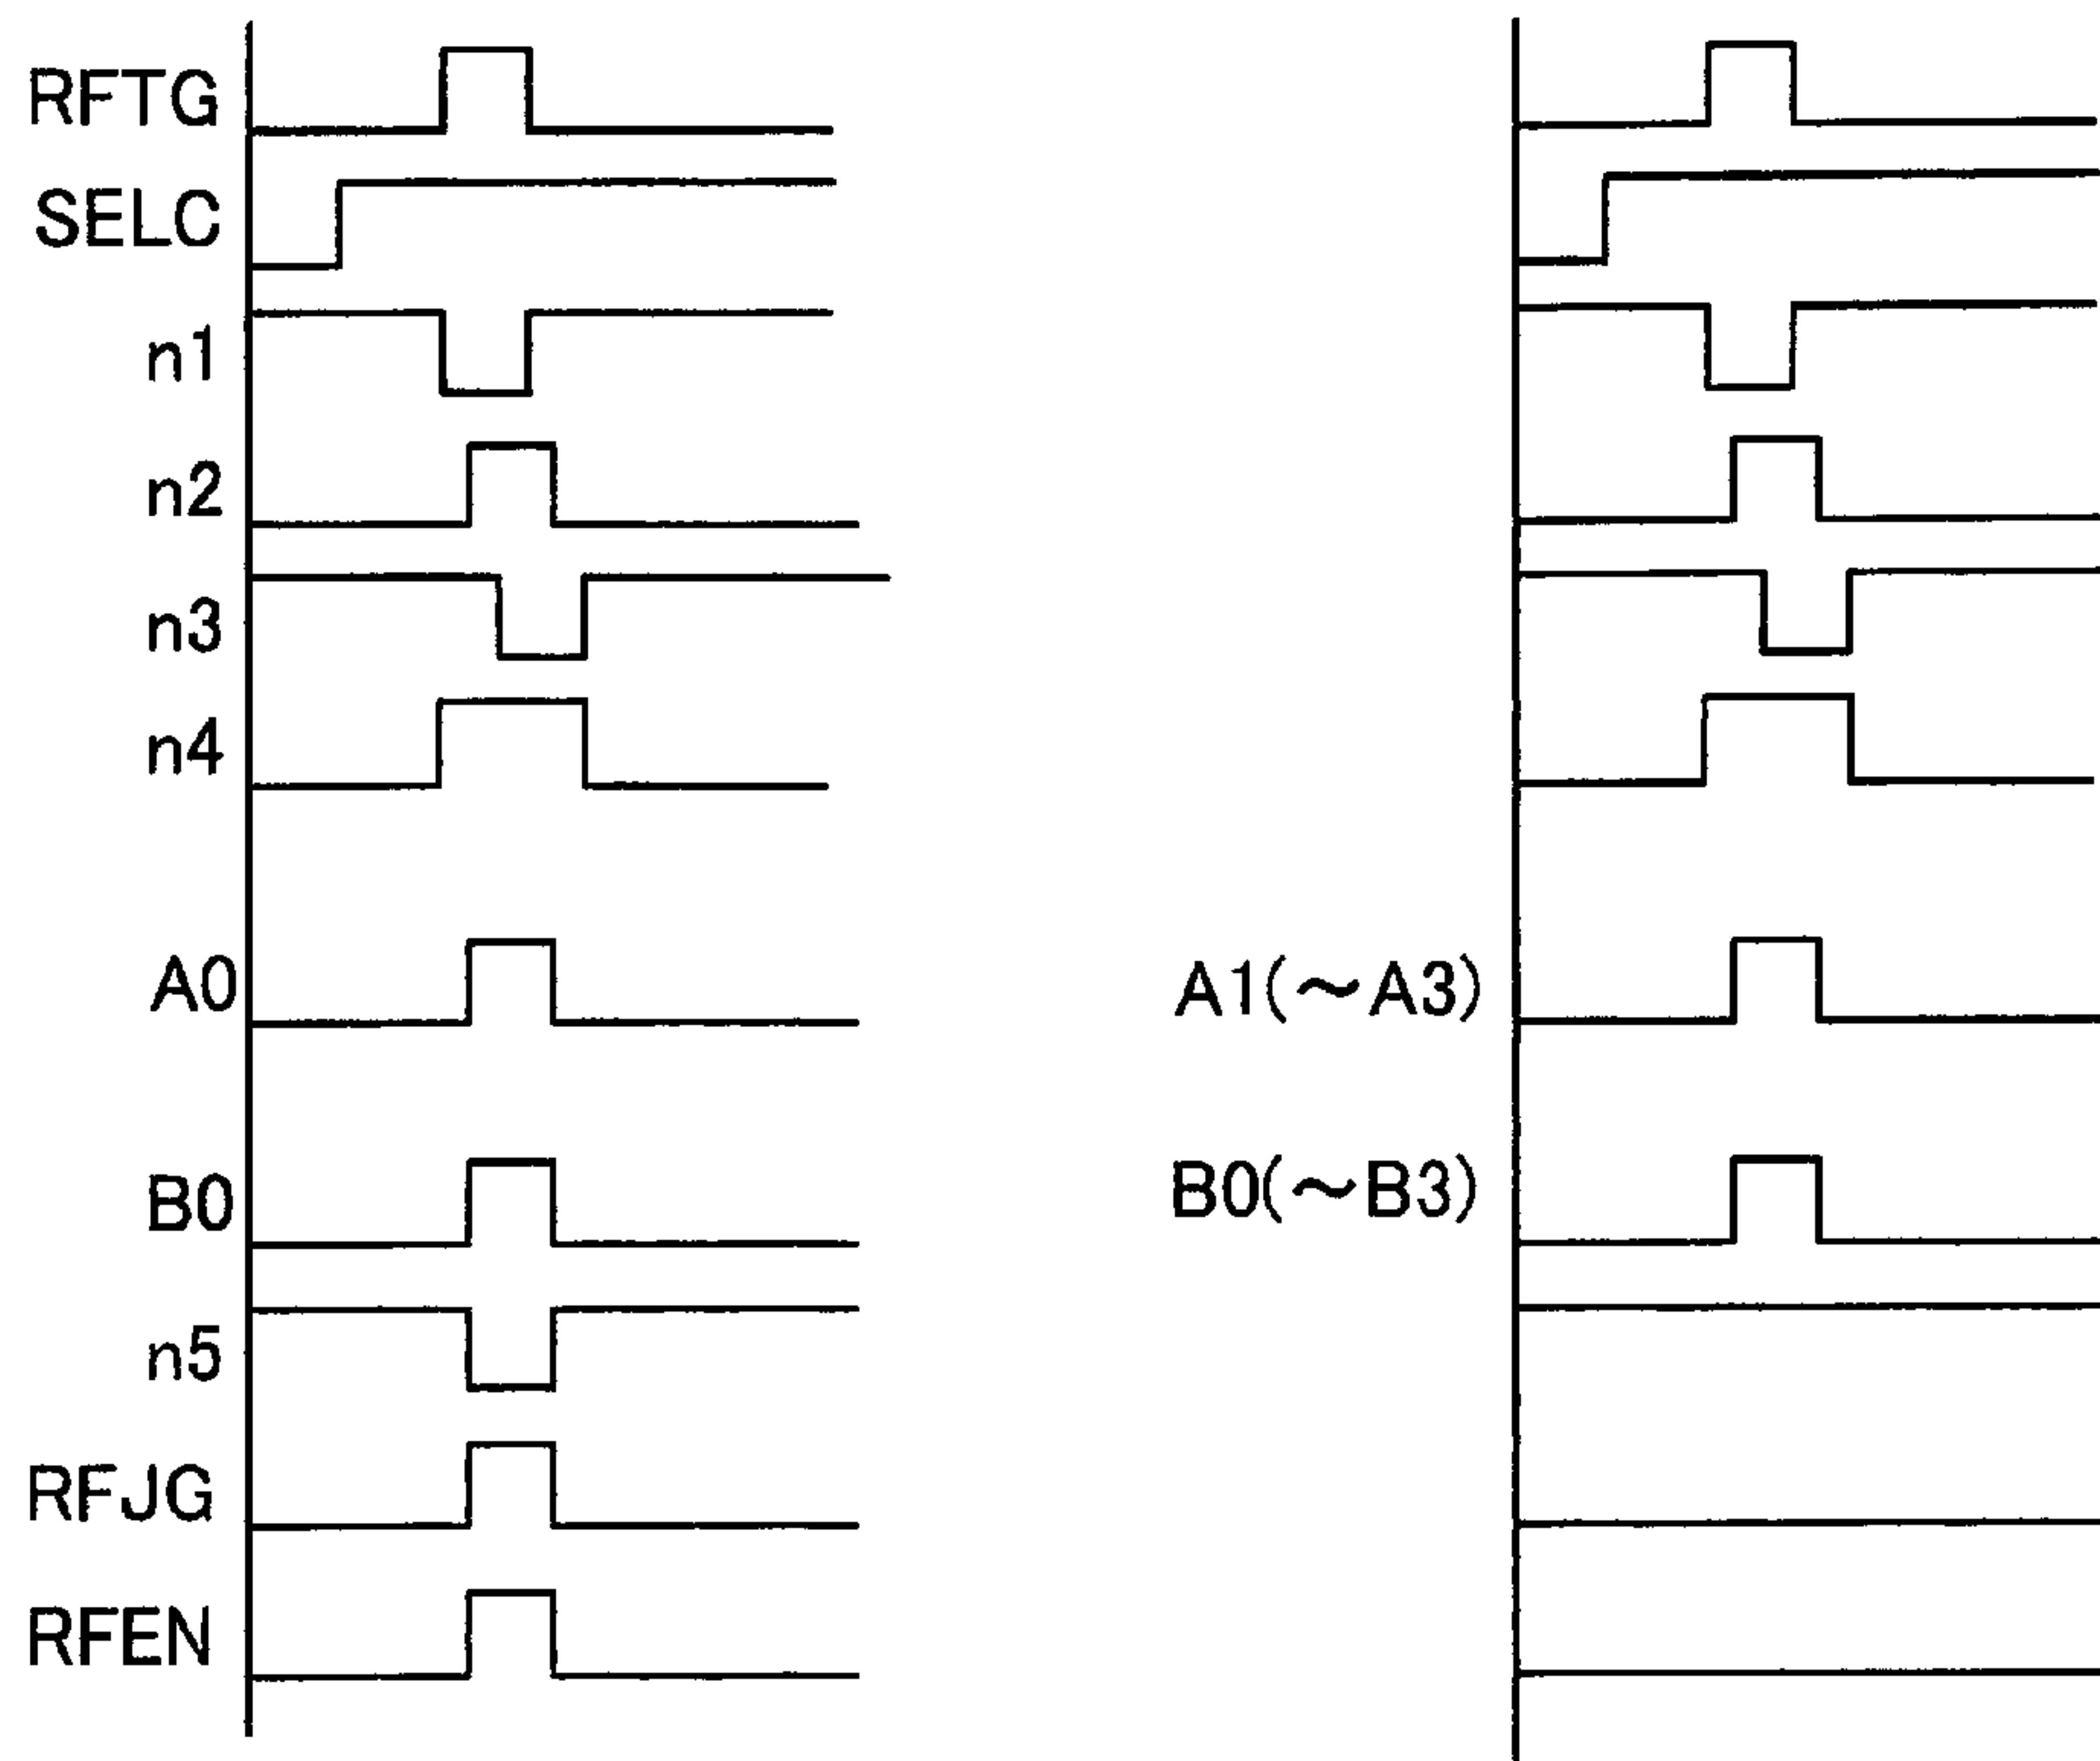 RFTG
SELC
n1
n2
n3
n4
A0
B0
n5
RFJG
RFEN
A1(～A3)
B0(～B3)